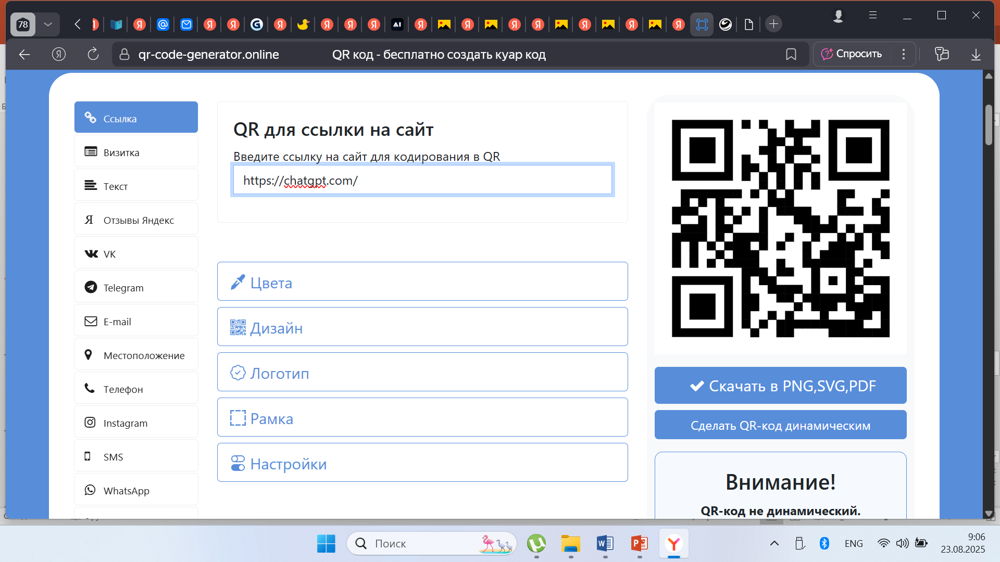 78
qr-code-generator.online
QR код - бесплатно создать куар код
Спросить
Ссылка
Визитка
Текст
Отзывы Яндекс
VK
Telegram
E-mail
Местоположение
Телефон
Instagram
SMS
WhatsApp
QR для ссылки на сайт
Введите ссылку на сайт для кодирования в QR
https://chatgpt.com/
Цвета
Дизайн
Логотип
Рамка
Настройки
Скачать в PNG,SVG,PDF
Сделать QR-код динамическим
Внимание!
QR-код не динамический.
Поиск
ENG
9:06
23.08.2025